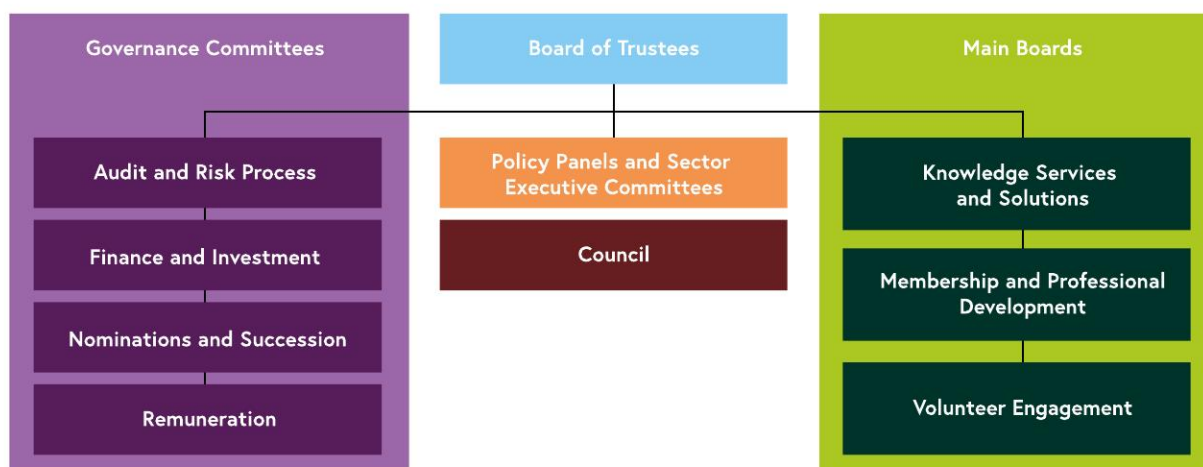 Governance Committees
Audit and Risk Process
Finance and Investment
Nominations and Succession
Remuneration
Board of Trustees
Policy Panels and Sector
Executive Committees
Council
Main Boards
Knowledge Services
and Solutions
Membership and Professional
Development
Volunteer Engagement